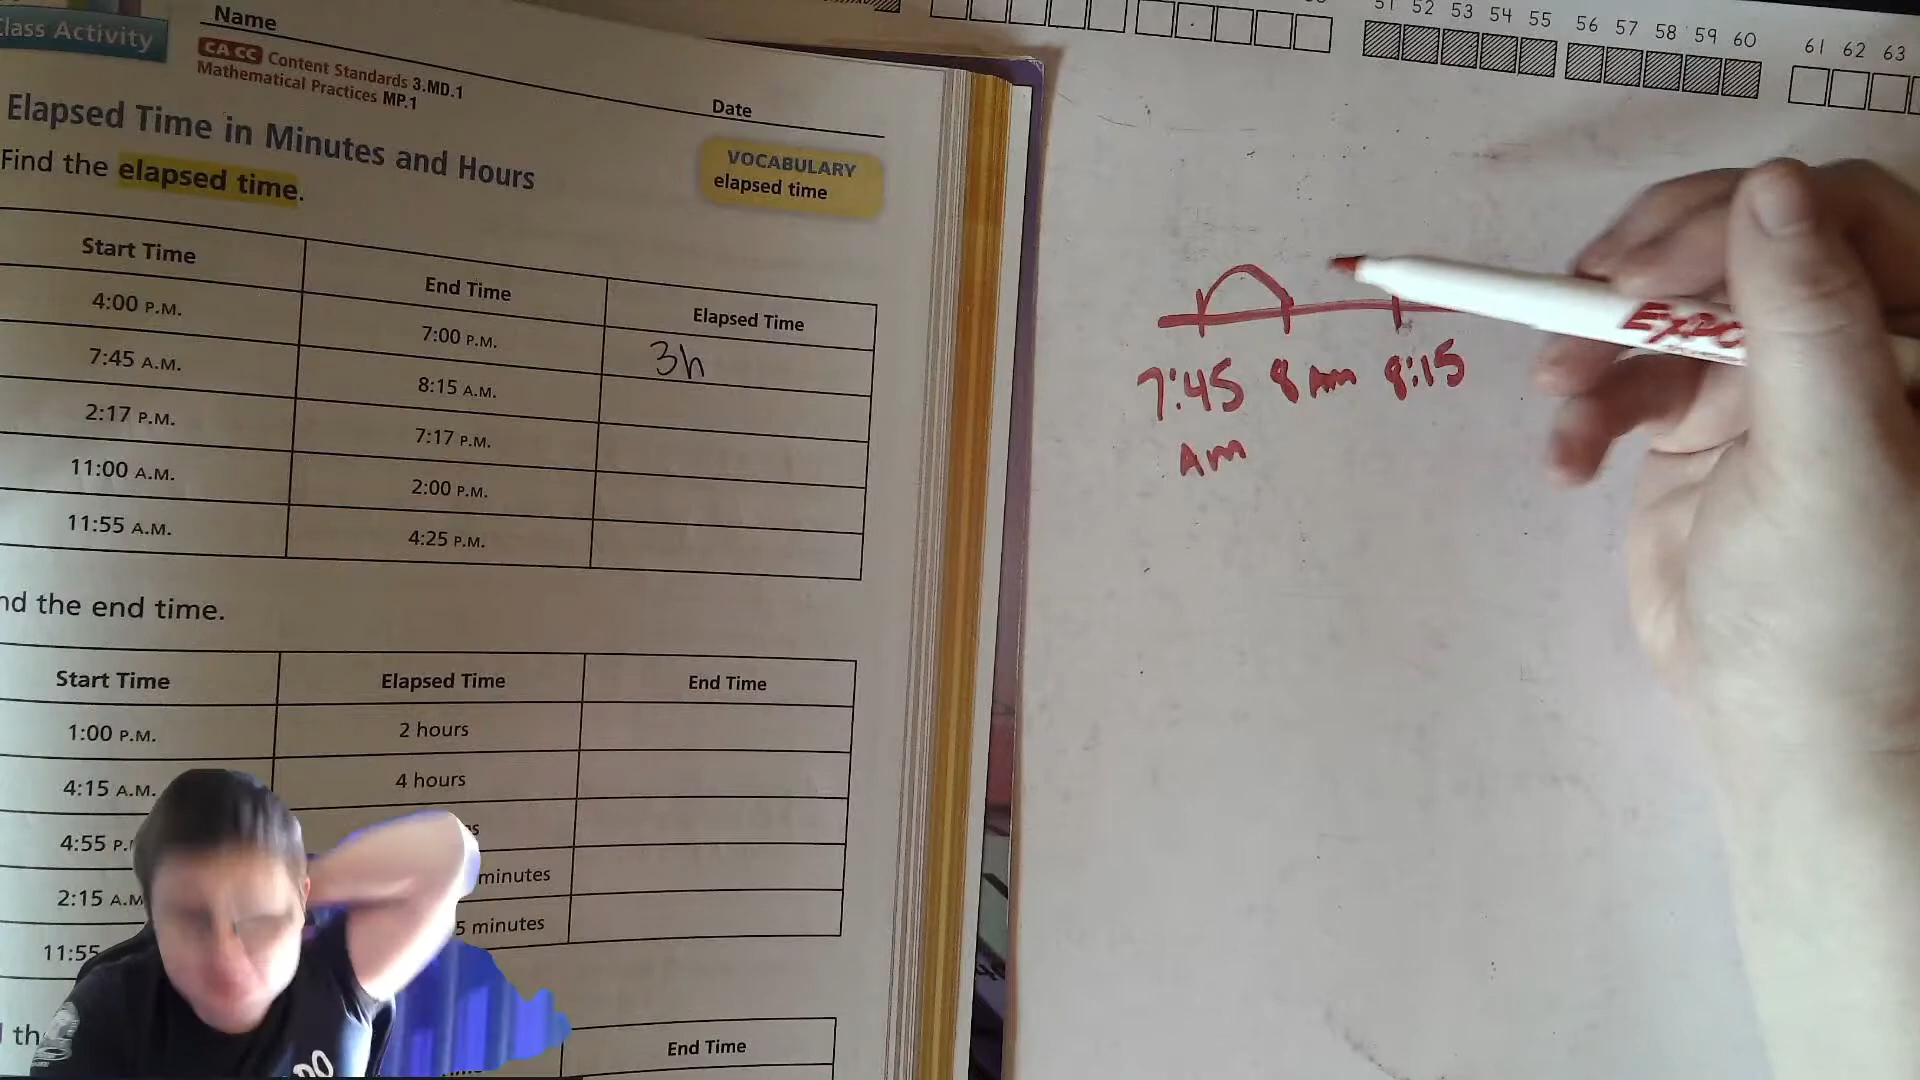 Class Activity
Name
CA CC Content Standards 3.MD.1
Mathematical Practices MP.1
Date
Elapsed Time in Minutes and Hours
Find the elapsed time.
VOCABULARY
elapsed time
Start Time End Time Elapsed Time
4:00 P.M. 7:00 P.M. 3h
7:45 A.M. 8:15 A.M.
2:17 P.M. 7:17 P.M.
11:00 A.M. 2:00 P.M.
11:55 A.M. 4:25 P.M.
nd the end time.
Start Time Elapsed Time End Time
1:00 P.M. 2 hours
4:15 A.M. 4 hours
4:55 P.
2:15 A.M minutes
11:55 5 minutes
End Time
51 52 53 54 55 56 57 58 59 60 61 62 63
7:45 8 Am 8:15
Am
EXPO